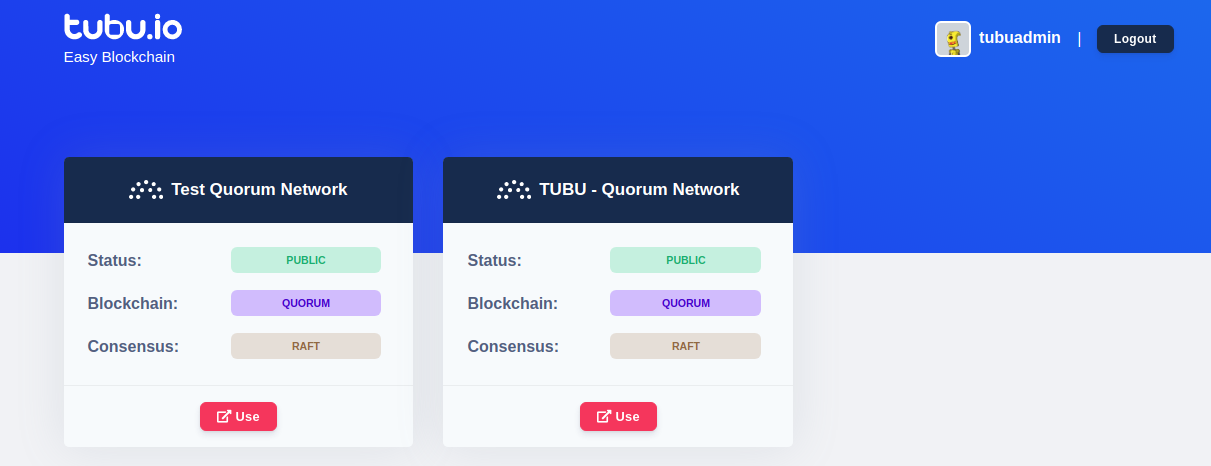 tubu.io
Easy Blockchain
tubuadmin | Logout
Test Quorum Network
Status: PUBLIC
Blockchain: QUORUM
Consensus: RAFT
Use
TUBU - Quorum Network
Status: PUBLIC
Blockchain: QUORUM
Consensus: RAFT
Use